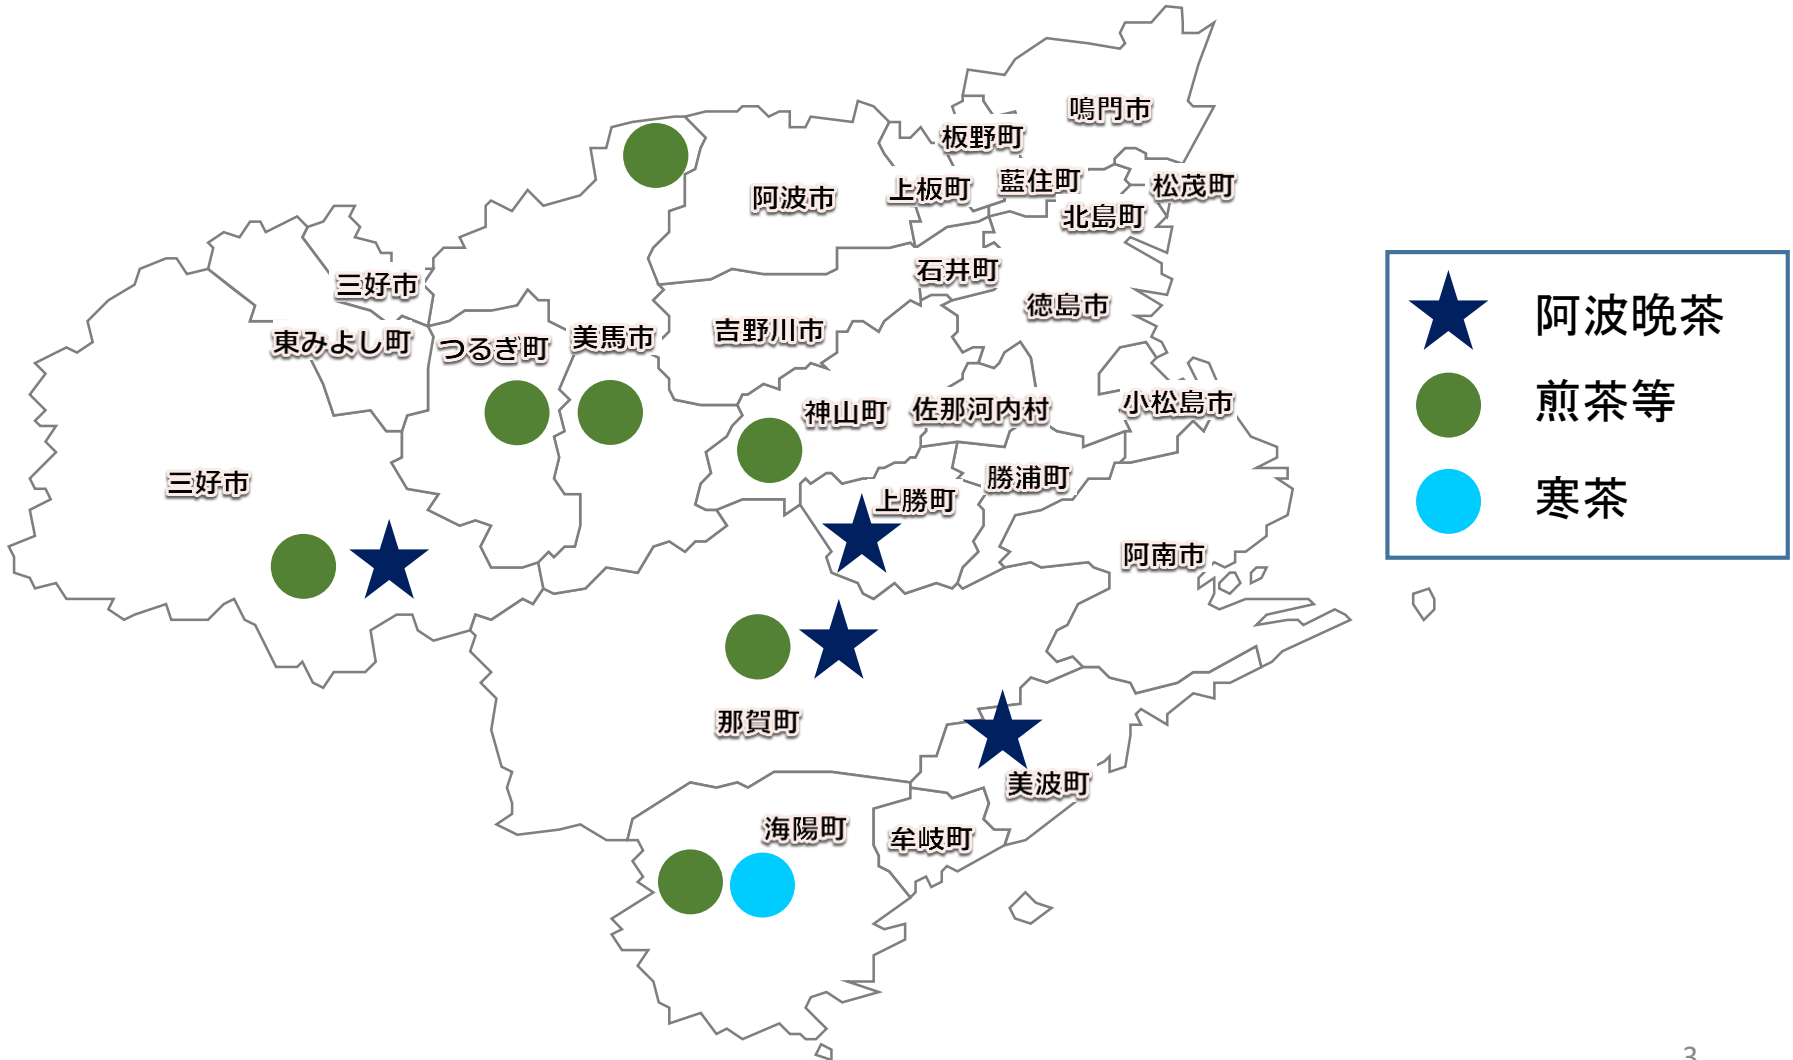 鳴門市
板野町
藍住町
松茂町
上板町
阿波市
北島町
石井町
三好市
徳島市
吉野川市
美馬市
東みよし町
つるぎ町
神山町
佐那河内村
小松島市
三好市
勝浦町
上勝町
阿南市
那賀町
美波町
海陽町
牟岐町
阿波晩茶
煎茶等
寒茶
3